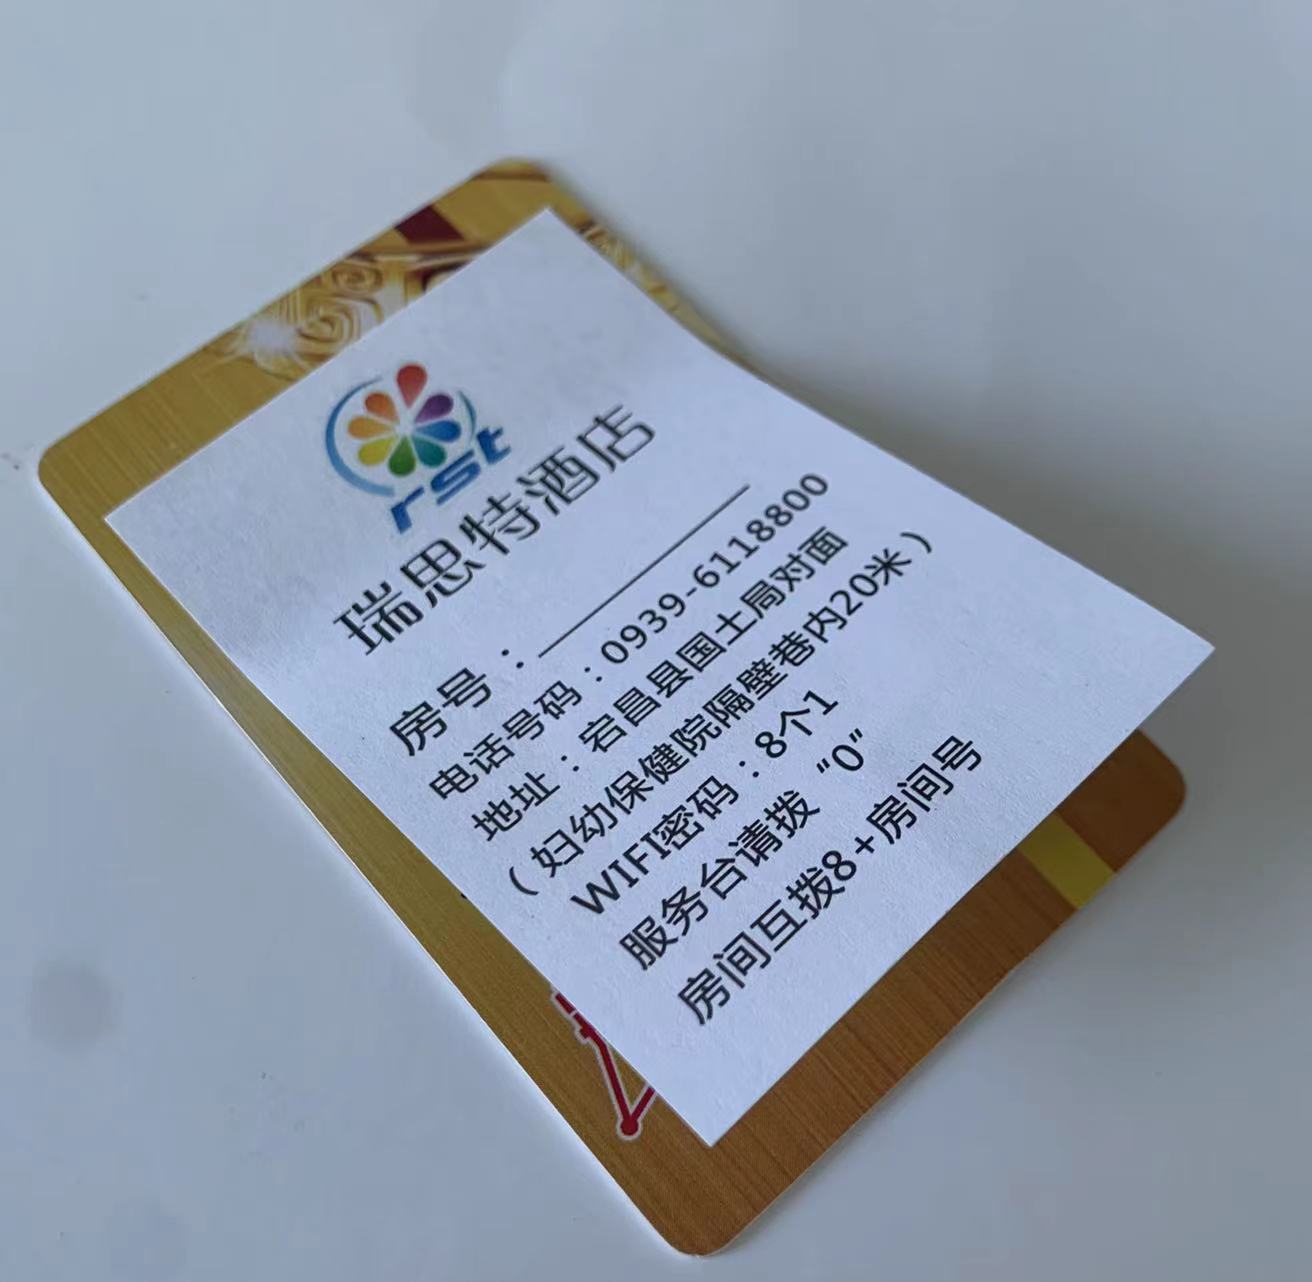 rst
瑞思特酒店
房号：
电话号码：0939-6118800
地址：宕昌县国土局对面
（妇幼保健院隔壁巷内20米）
WIFI密码：8个1
服务台请拨“0”
房间互拨8+房间号